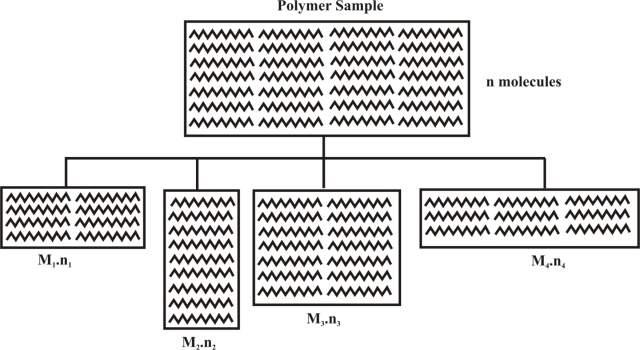 Polymer Sample
n molecules
M₁.n₁
M₂.n₂
M₃.n₃
M₄.n₄